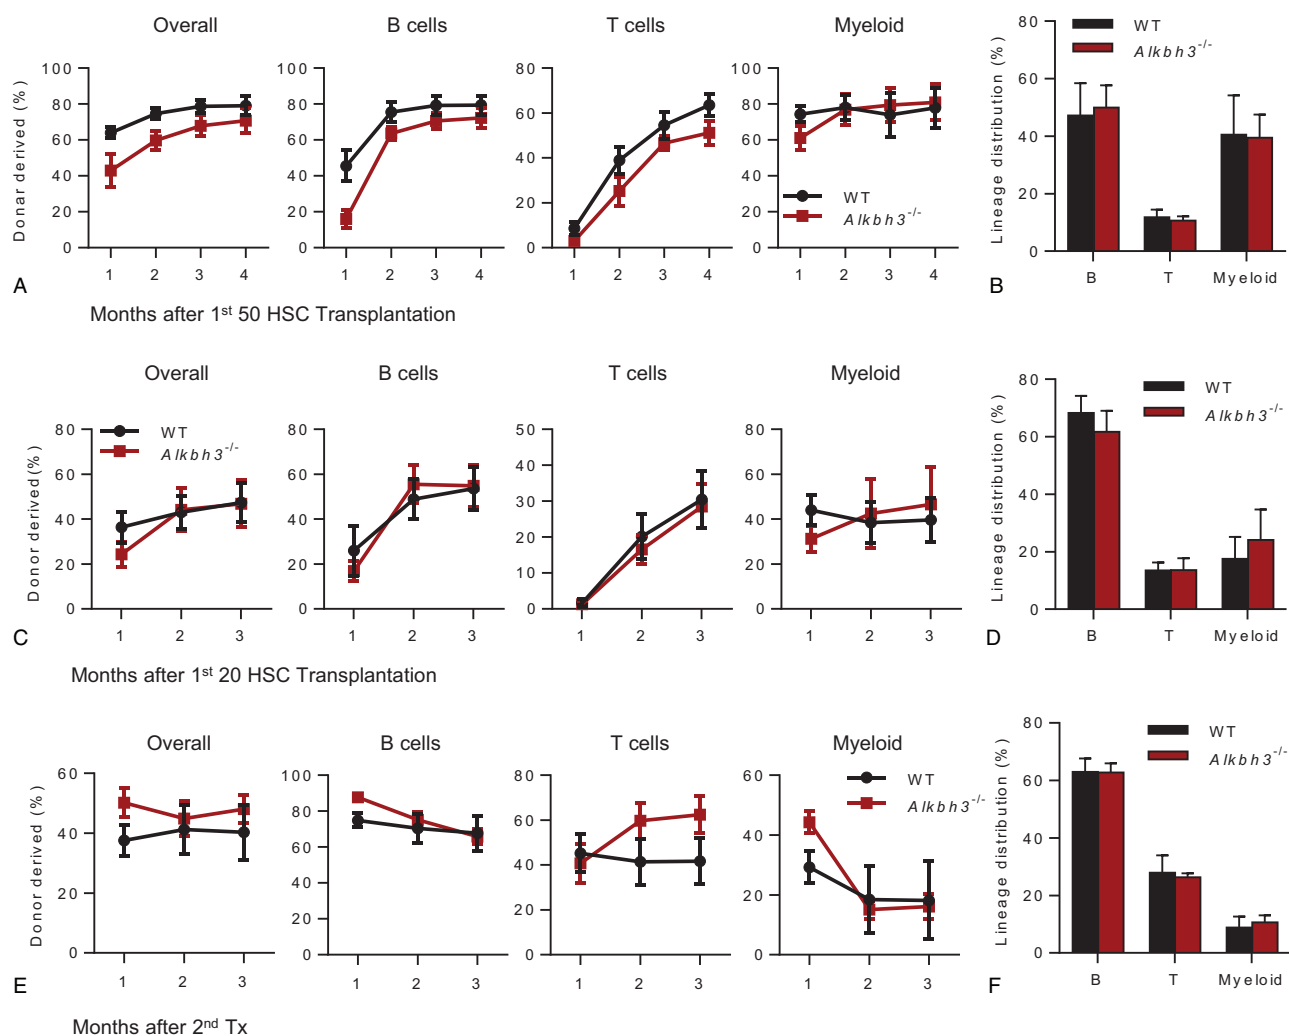 Overall
B cells
T cells
Myeloid
Donar derived (%)
100
80
60
40
20
0
1 2 3 4
100
80
60
40
20
0
1 2 3 4
80
60
40
20
0
1 2 3 4
100
80
60
40
20
0
1 2 3 4
WT
Alkbh3-/-
A
Months after 1st 50 HSC Transplantation
Lineage distribution (%)
80
60
40
20
0
WT
Alkbh3-/-
B T Myeloid
B
Overall
B cells
T cells
Myeloid
Donor derived(%)
80
60
40
20
0
1 2 3
WT
Alkbh3-/-
80
60
40
20
0
1 2 3
50
40
30
20
10
0
1 2 3
80
60
40
20
0
1 2 3
C
Months after 1st 20 HSC Transplantation
Lineage distribution (%)
80
60
40
20
0
WT
Alkbh3-/-
B T Myeloid
D
Overall
B cells
T cells
Myeloid
Donor derived (%)
60
40
20
0
1 2 3
100
80
60
40
20
0
1 2 3
80
60
40
20
0
1 2 3
60
40
20
0
1 2 3
WT
Alkbh3-/-
E
Months after 2nd Tx
Lineage distribution (%)
80
60
40
20
0
WT
Alkbh3-/-
B T Myeloid
F